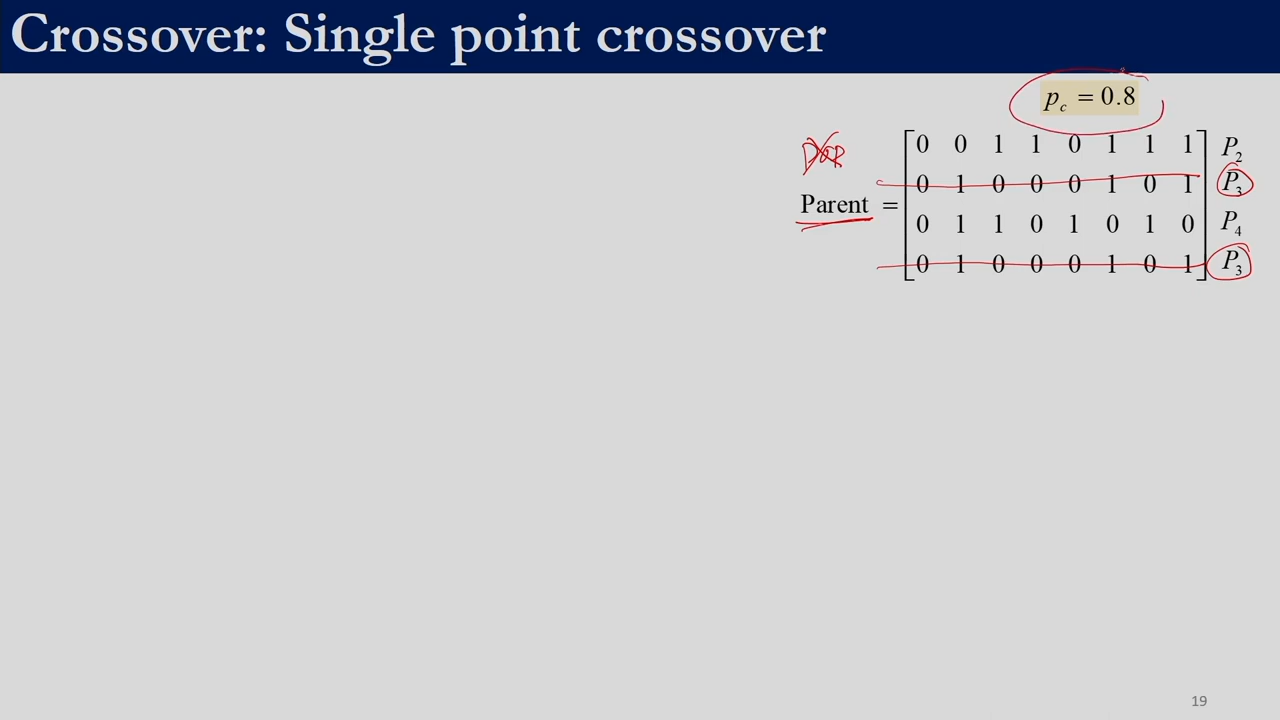 Crossover: Single point crossover
p_c = 0.8
0 0 1 1 0 1 1 1 P_2
0 1 0 0 0 1 0 1 P_3
Parent =
0 1 1 0 1 0 1 0 P_4
0 1 0 0 0 1 0 1 P_3
19